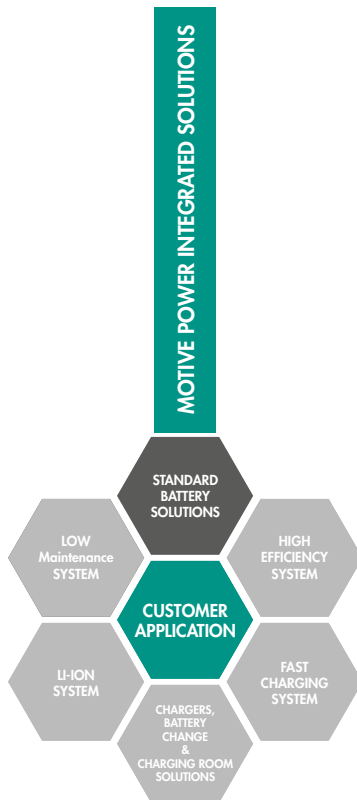 MOTIVE POWER INTEGRATED SOLUTIONS
STANDARD
BATTERY
SOLUTIONS
LOW
Maintenance
SYSTEM
HIGH
EFFICIENCY
SYSTEM
CUSTOMER
APPLICATION
LI-ION
SYSTEM
FAST
CHARGING
SYSTEM
CHARGERS,
BATTERY
CHANGE
&
CHARGING ROOM
SOLUTIONS